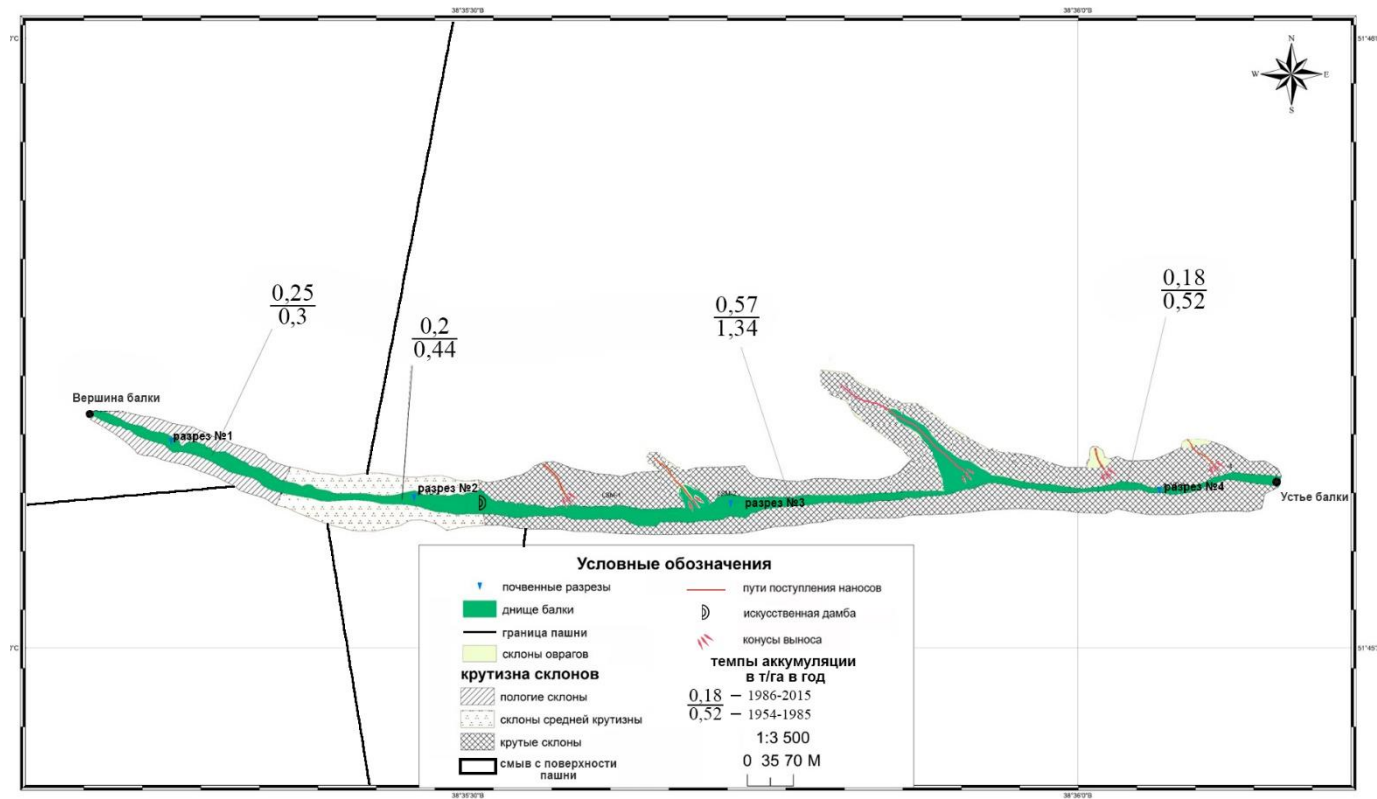 38°35'30"
38°36'0"
51°46'
N
W
E
S
0,25
0,3
0,2
0,44
0,57
1,34
0,18
0,52
Вершина балки
разрез №1
разрез №2
разрез №3
разрез №4
Устье балки
Условные обозначения
почвенные разрезы
днище балки
граница пашни
склоны оврагов
крутизна склонов
пологие склоны
склоны средней крутизны
крутые склоны
смыв с поверхности
пашни
пути поступления наносов
искусственная дамба
конусы выноса
темпы аккумуляции
в т/га в год
0,18 – 1986-2015
0,52 – 1954-1985
1:3 500
0 35 70 М
51°45'
38°35'30"
38°36'0"